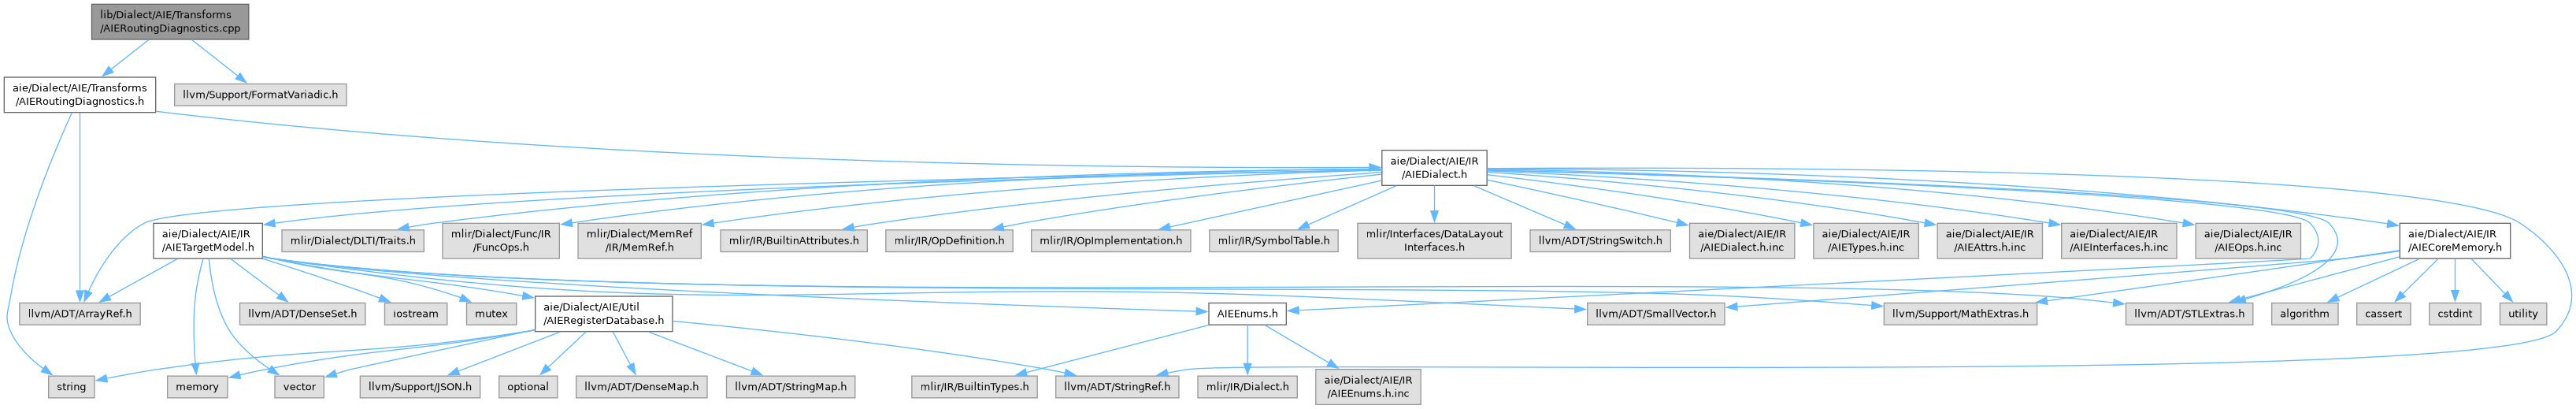 lib/Dialect/AIE/Transforms
/AIERoutingDiagnostics.cpp
aie/Dialect/AIE/Transforms
/AIERoutingDiagnostics.h
llvm/Support/FormatVariadic.h
aie/Dialect/AIE/IR
/AIEDialect.h
aie/Dialect/AIE/IR
/AIETargetModel.h
mlir/Dialect/DLTI/Traits.h
mlir/Dialect/Func/IR
/FuncOps.h
mlir/Dialect/MemRef
/IR/MemRef.h
mlir/IR/BuiltinAttributes.h
mlir/IR/OpDefinition.h
mlir/IR/OpImplementation.h
mlir/IR/SymbolTable.h
mlir/Interfaces/DataLayout
Interfaces.h
llvm/ADT/StringSwitch.h
aie/Dialect/AIE/IR
/AIEDialect.h.inc
aie/Dialect/AIE/IR
/AIETypes.h.inc
aie/Dialect/AIE/IR
/AIEAttrs.h.inc
aie/Dialect/AIE/IR
/AIEInterfaces.h.inc
aie/Dialect/AIE/IR
/AIEOps.h.inc
aie/Dialect/AIE/IR
/AIECoreMemory.h
llvm/ADT/ArrayRef.h
llvm/ADT/DenseSet.h
iostream
mutex
aie/Dialect/AIE/Util
/AIERegisterDatabase.h
AIEEnums.h
llvm/ADT/SmallVector.h
llvm/Support/MathExtras.h
llvm/ADT/STLExtras.h
algorithm
cassert
cstdint
utility
string
memory
vector
llvm/Support/JSON.h
optional
llvm/ADT/DenseMap.h
llvm/ADT/StringMap.h
mlir/IR/BuiltinTypes.h
llvm/ADT/StringRef.h
mlir/IR/Dialect.h
aie/Dialect/AIE/IR
/AIEEnums.h.inc